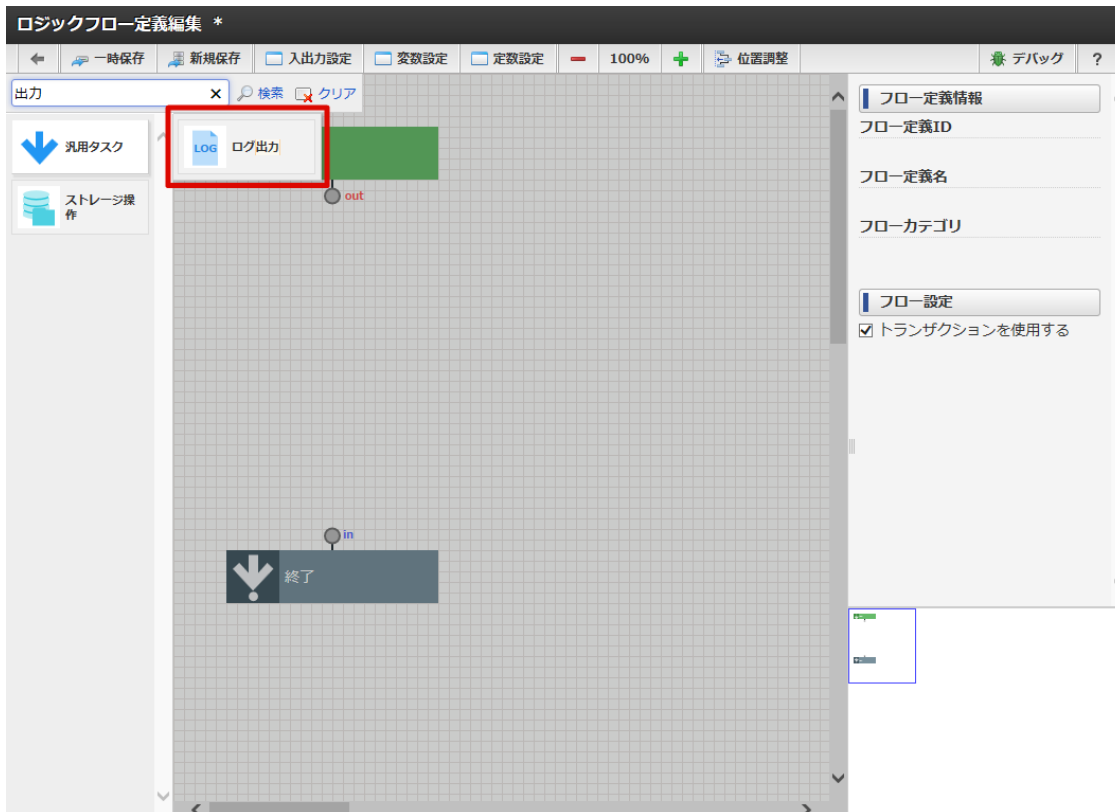 ロジックフロー定義編集 *
一時保存 新規保存 入出力設定 変数設定 定数設定 100% 位置調整 デバッグ ?
出力 × 検索 クリア
汎用タスク
ストレージ操
作
LOG ログ出力
out
in
終了
フロー定義情報
フロー定義ID
フロー定義名
フローカテゴリ
フロー設定
トランザクションを使用する